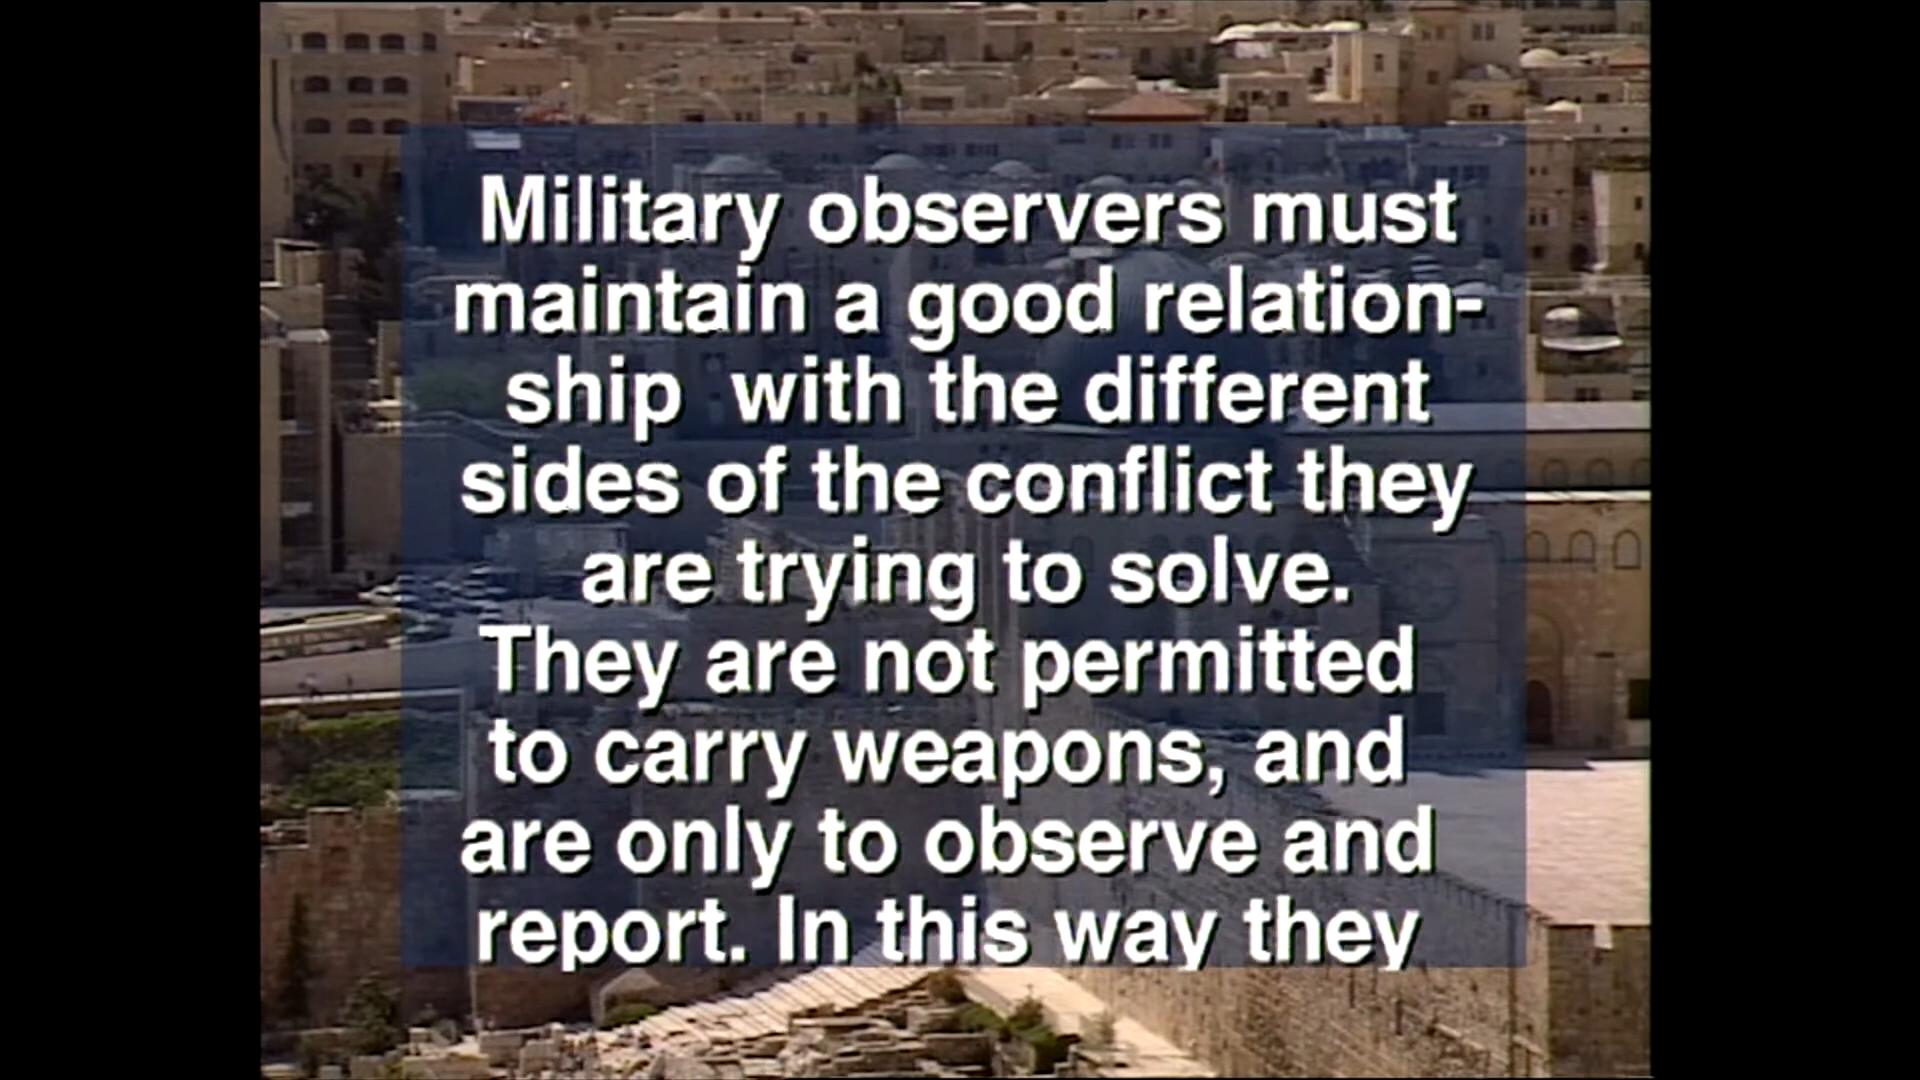 Military observers must
maintain a good relation-
ship with the different
sides of the conflict they
are trying to solve.
They are not permitted
to carry weapons, and
are only to observe and
report. In this way they